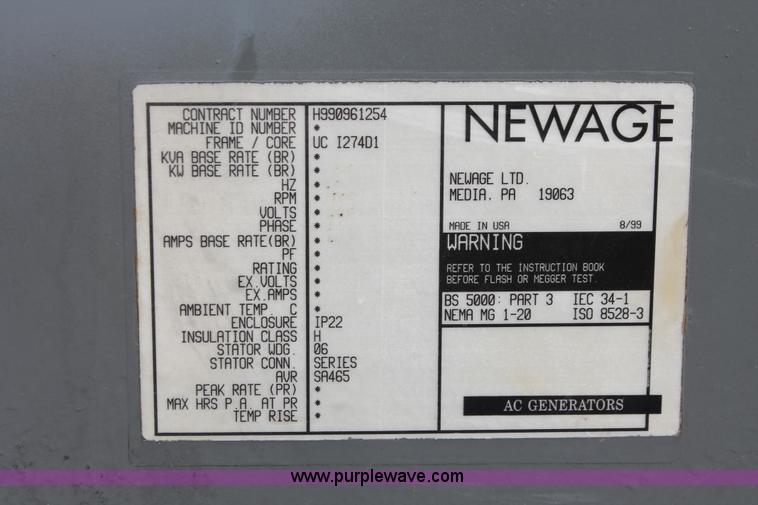 CONTRACT NUMBER H990961254
MACHINE ID NUMBER *
FRAME / CORE UC I274D1
KVA BASE RATE (BR) *
KW BASE RATE (BR) *
HZ *
RPM *
VOLTS *
PHASE *
AMPS BASE RATE(BR) *
PF *
RATING *
EX.VOLTS *
EX.AMPS *
AMBIENT TEMP C *
ENCLOSURE IP22
INSULATION CLASS H
STATOR WDG. 06
STATOR CONN. SERIES
AVR SA465
PEAK RATE (PR) *
MAX HRS P.A. AT PR *
TEMP RISE *
NEWAGE
NEWAGE LTD.
MEDIA, PA 19063
MADE IN USA 8/99
WARNING
REFER TO THE INSTRUCTION BOOK
BEFORE FLASH OR MEGGER TEST.
BS 5000: PART 3 IEC 34-1
NEMA MG 1-20 ISO 8528-3
AC GENERATORS
www.purplewave.com